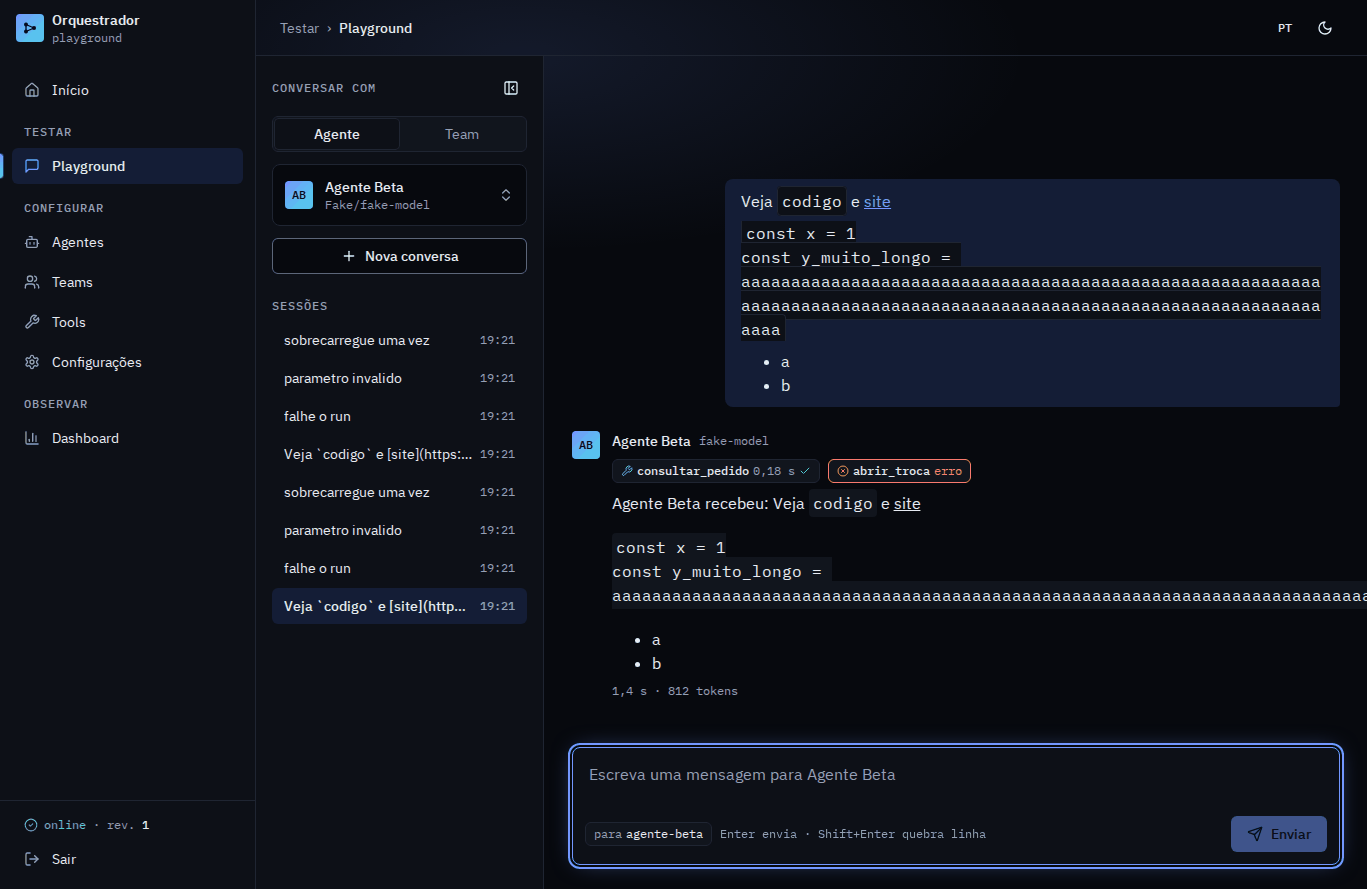 Orquestrador
playground
Início
TESTAR
Playground
CONFIGURAR
Agentes
Teams
Tools
Configurações
OBSERVAR
Dashboard
online · rev. 1
Sair
Testar › Playground
PT
CONVERSAR COM
Agente Team
AB Agente Beta
Fake/fake-model
+ Nova conversa
SESSÕES
sobrecarregue uma vez 19:21
parametro invalido 19:21
falhe o run 19:21
Veja `codigo` e [site](https:... 19:21
sobrecarregue uma vez 19:21
parametro invalido 19:21
falhe o run 19:21
Veja `codigo` e [site](http... 19:21
Veja codigo e site
const x = 1
const y_muito_longo =
aaaaaaaaaaaaaaaaaaaaaaaaaaaaaaaaaaaaaaaaaaaaaaaaaaaaaaaaaa
aaaaaaaaaaaaaaaaaaaaaaaaaaaaaaaaaaaaaaaaaaaaaaaaaaaaaaaaaa
aaaa
• a
• b
AB Agente Beta fake-model
consultar_pedido 0,18 s ✓ abrir_troca erro
Agente Beta recebeu: Veja codigo e site
const x = 1
const y_muito_longo =
aaaaaaaaaaaaaaaaaaaaaaaaaaaaaaaaaaaaaaaaaaaaaaaaaaaaaaaaaaaaaaaaaaaaaaaaaaaa
• a
• b
1,4 s · 812 tokens
Escreva uma mensagem para Agente Beta
para agente-beta Enter envia · Shift+Enter quebra linha
Enviar